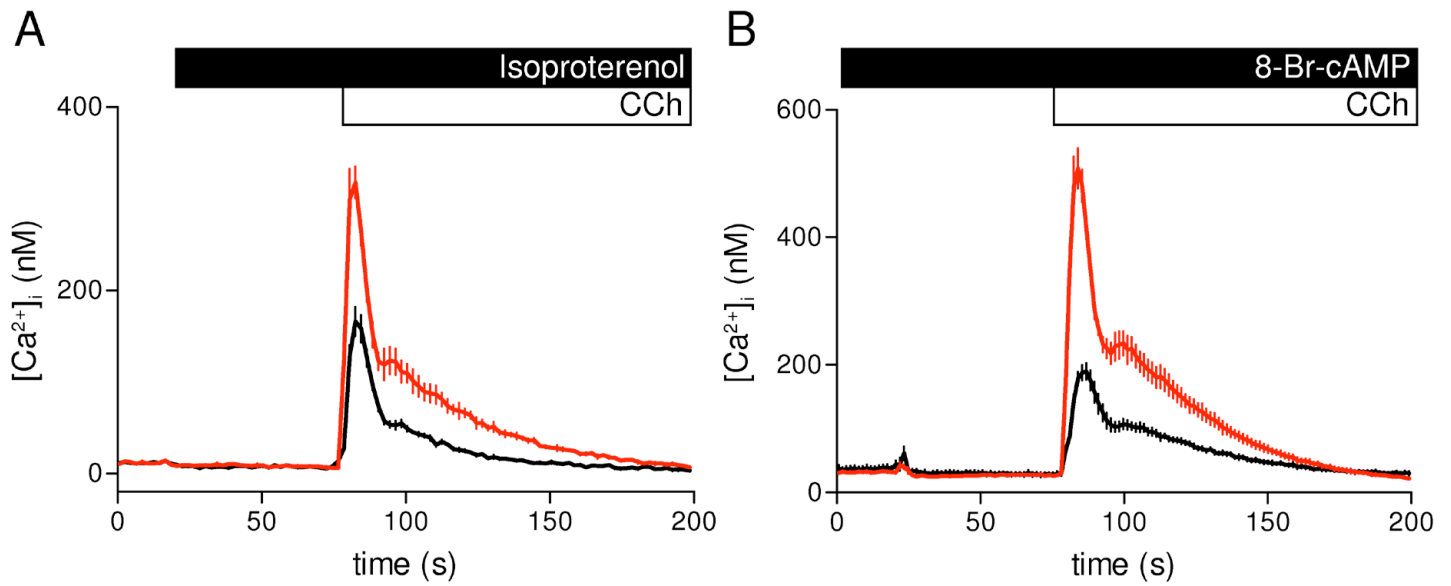 A
Isoproterenol
CCh
400
200
0
[Ca²⁺]ᵢ (nM)
0 50 100 150 200
time (s)
B
8-Br-cAMP
CCh
600
400
200
0
[Ca²⁺]ᵢ (nM)
0 50 100 150 200
time (s)